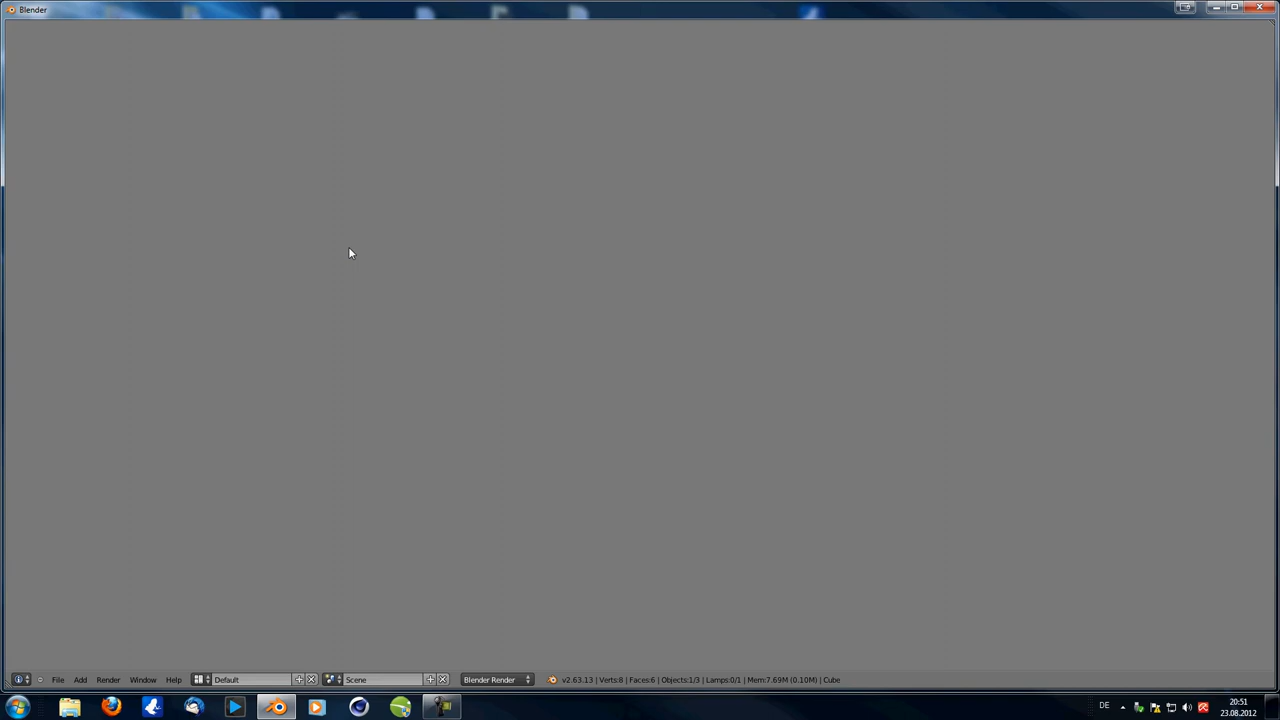 Blender
File Add Render Window Help Default Scene Blender Render v2.63.13 | Verts:8 | Faces:6 | Objects:1/3 | Lamps:0/1 | Mem:7.69M (0.10M) | Cube
DE
20:51
23.08.2012